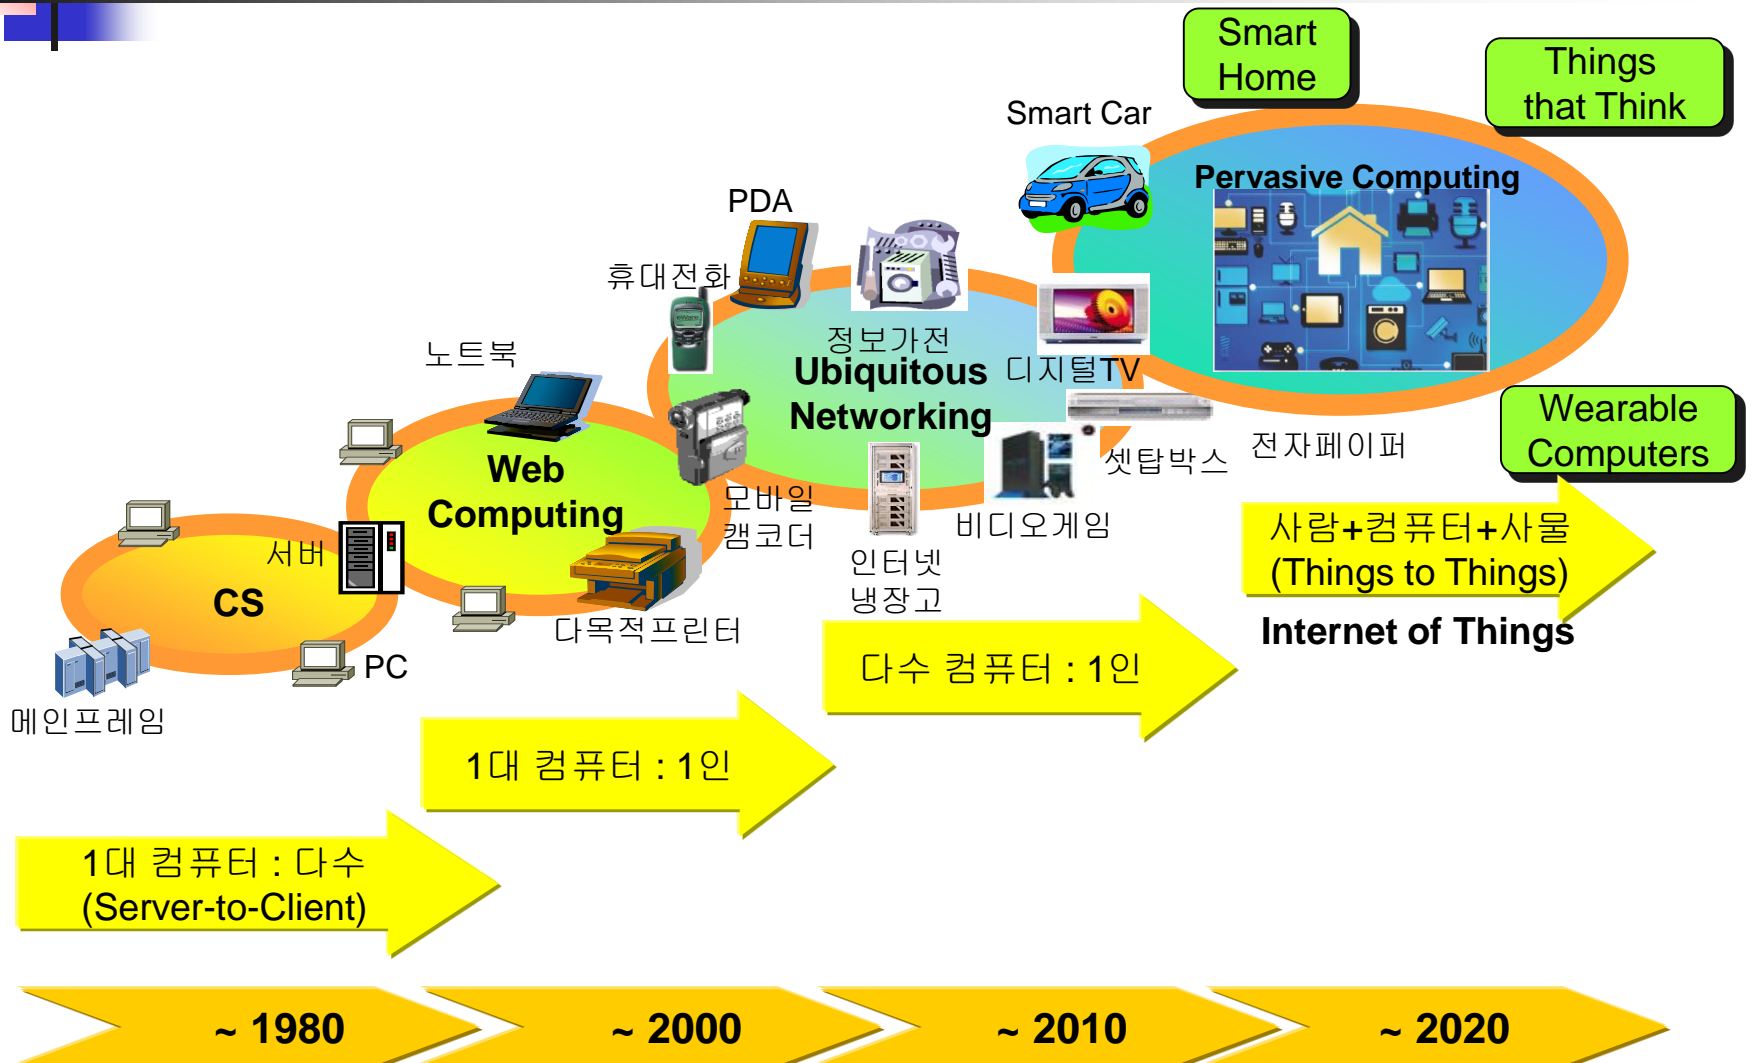 Smart
Home
Things
that Think
Smart Car
Pervasive Computing
PDA
휴대전화
정보가전
Ubiquitous
Networking
디지털TV
노트북
Web
Computing
모바일
캠코더
인터넷
냉장고
비디오게임
셋탑박스
전자페이퍼
Wearable
Computers
서버
CS
다목적프린터
PC
메인프레임
사람+컴퓨터+사물
(Things to Things)
Internet of Things
다수 컴퓨터 : 1인
1대 컴퓨터 : 1인
1대 컴퓨터 : 다수
(Server-to-Client)
~ 1980
~ 2000
~ 2010
~ 2020